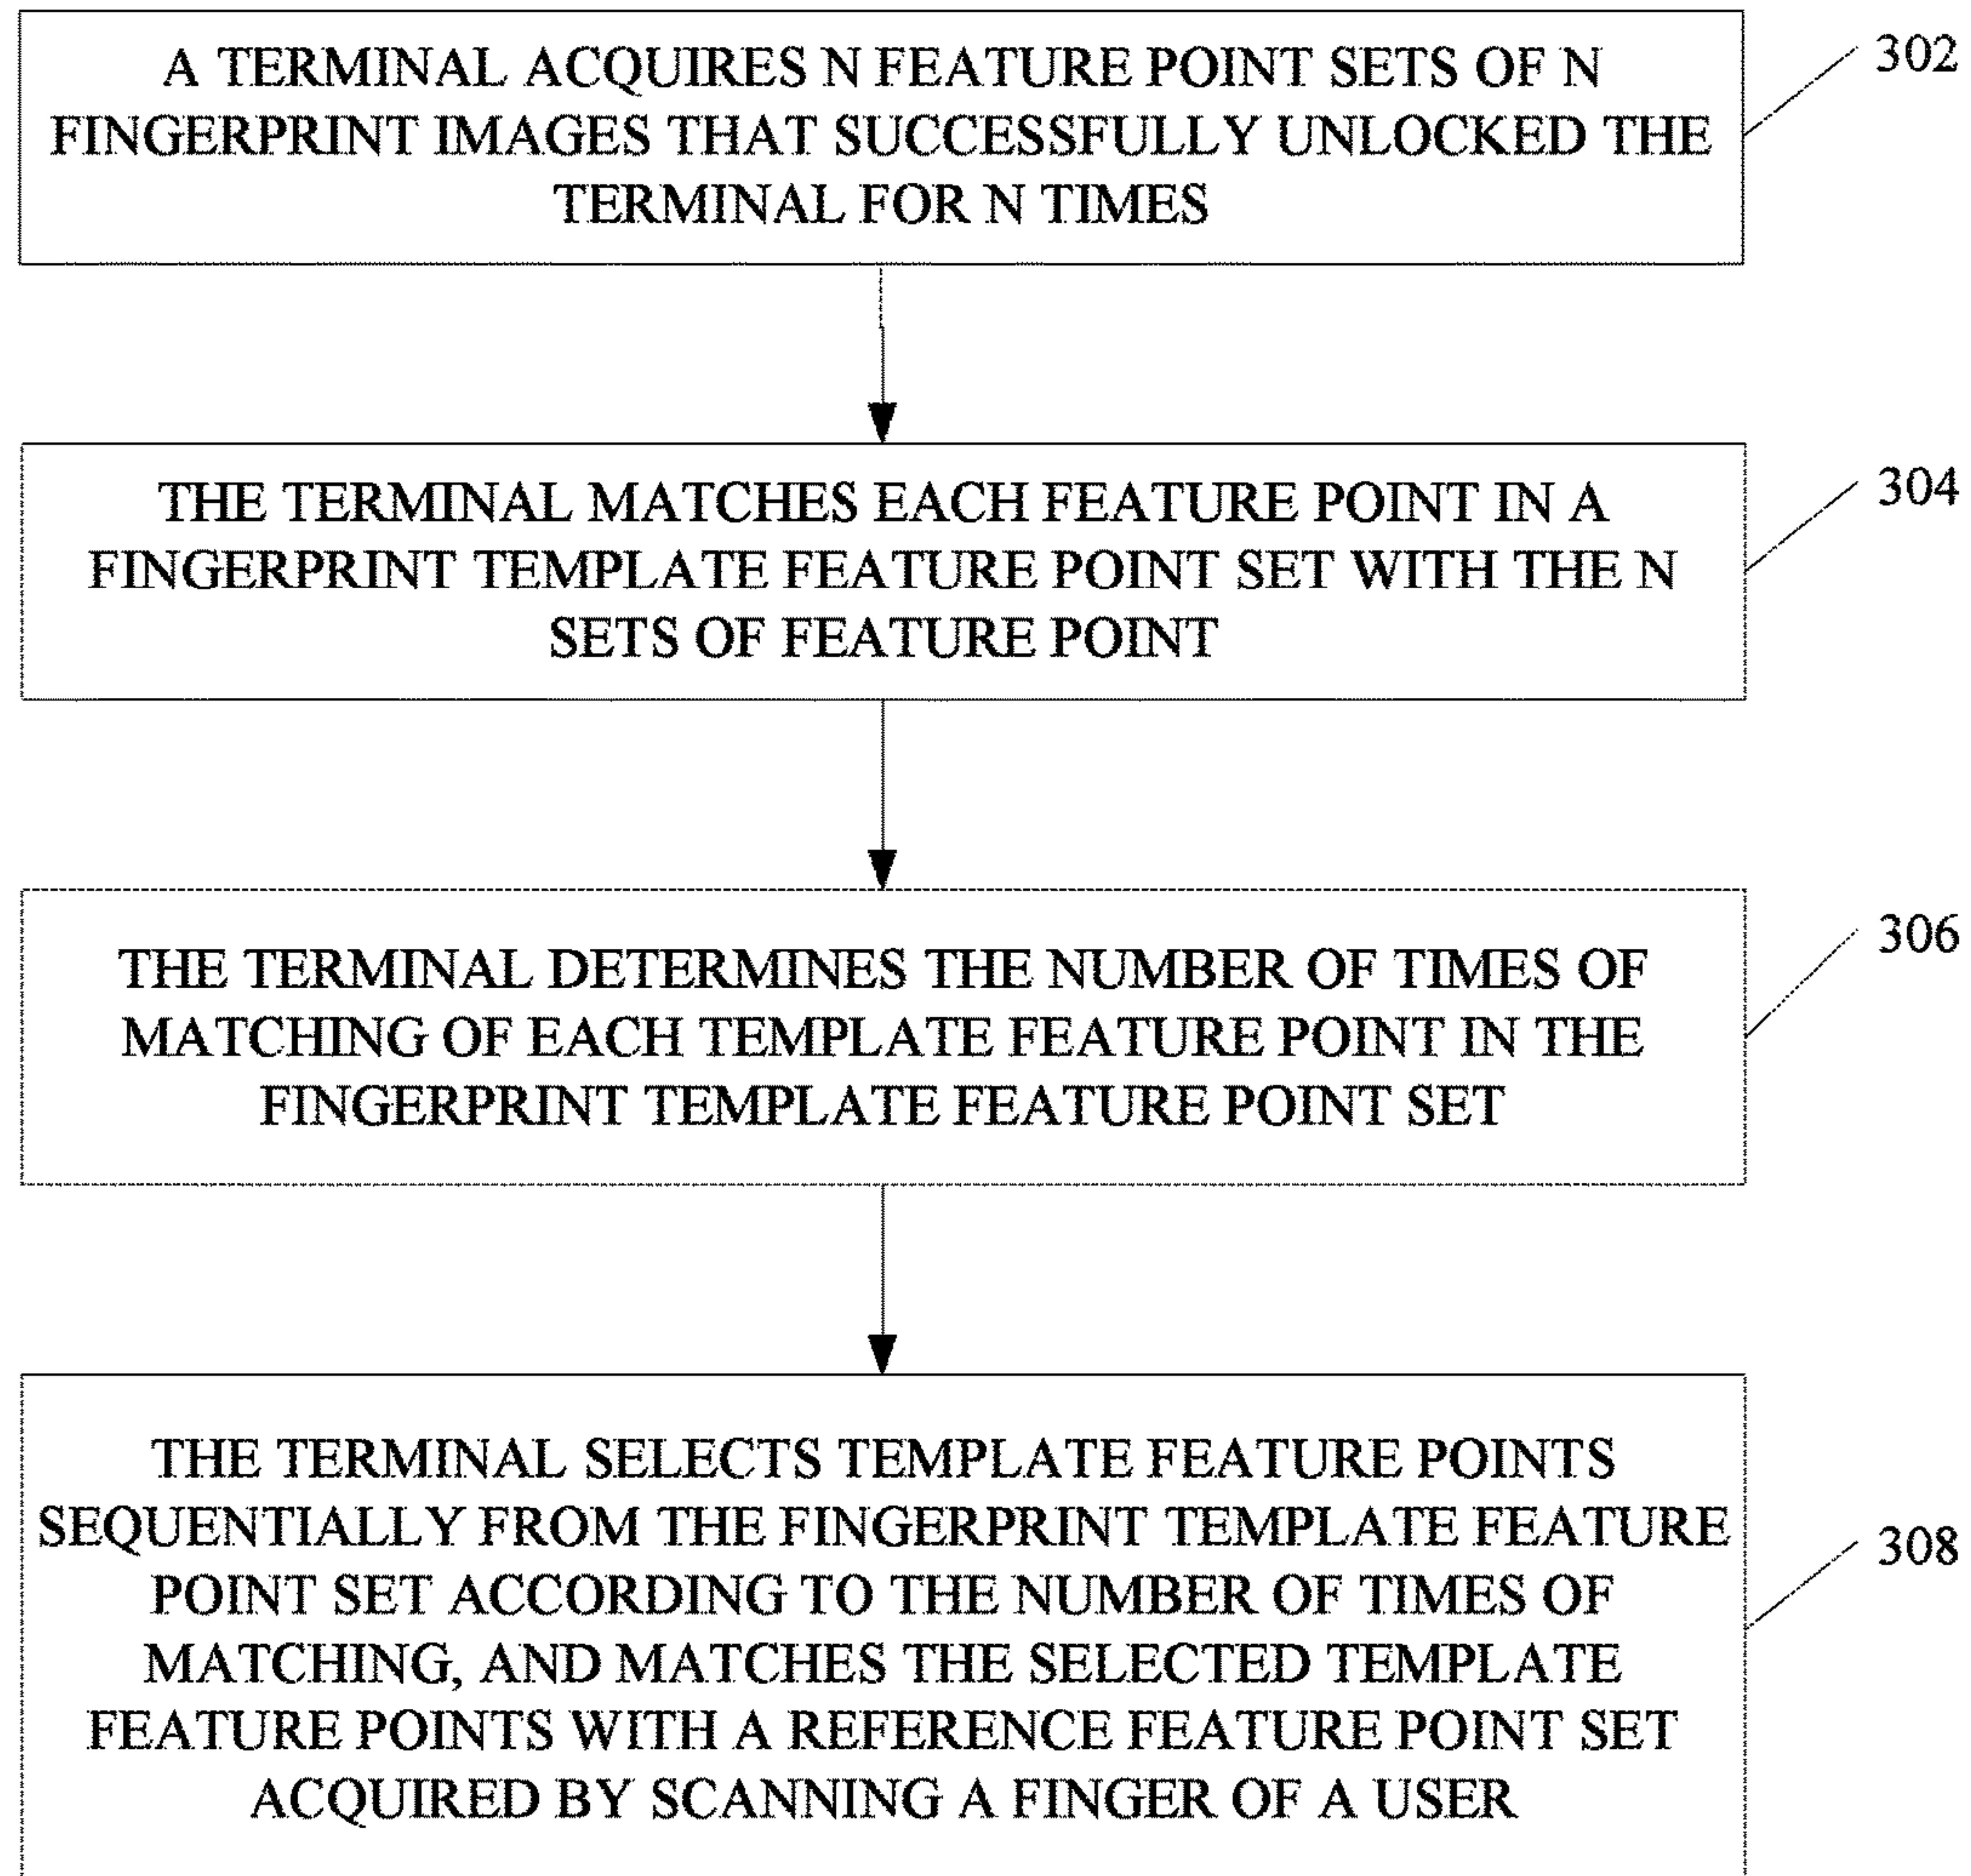 A TERMINAL ACQUIRES N FEATURE POINT SETS OF N
FINGERPRINT IMAGES THAT SUCCESSFULLY UNLOCKED THE
TERMINAL FOR N TIMES
302
THE TERMINAL MATCHES EACH FEATURE POINT IN A
FINGERPRINT TEMPLATE FEATURE POINT SET WITH THE N
SETS OF FEATURE POINT
304
THE TERMINAL DETERMINES THE NUMBER OF TIMES OF
MATCHING OF EACH TEMPLATE FEATURE POINT IN THE
FINGERPRINT TEMPLATE FEATURE POINT SET
306
THE TERMINAL SELECTS TEMPLATE FEATURE POINTS
SEQUENTIALLY FROM THE FINGERPRINT TEMPLATE FEATURE
POINT SET ACCORDING TO THE NUMBER OF TIMES OF
MATCHING, AND MATCHES THE SELECTED TEMPLATE
FEATURE POINTS WITH A REFERENCE FEATURE POINT SET
ACQUIRED BY SCANNING A FINGER OF A USER
308